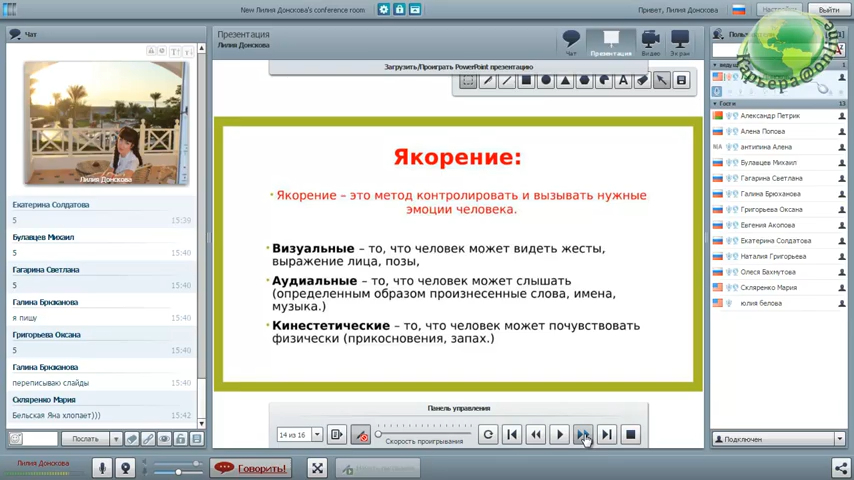 New Лилия Донскова's conference room
Привет, Лилия Донскова
Настройки
Выйти
Чат
Лилия Донскова
Екатерина Солдатова
5 15:39
Булавцев Михаил
5 15:40
Гагарина Светлана
5 15:40
Галина Брюканова
я пишу 15:40
Григорьева Оксана
5 15:40
Галина Брюканова
переписываю слайды 15:40
Скляренко Мария
Бельская Яна хлопает))) 15:42
Послать
Лилия Донскова
Говорить!
Презентация
Лилия Донскова
Чат
Презентация
Видео
Экран
Загрузить/Проиграть PowerPoint презентацию
Якорение:
Якорение – это метод контролировать и вызывать нужные
эмоции человека.
Визуальные – то, что человек может видеть жесты,
выражение лица, позы,
Аудиальные – то, что человек может слышать
(определенным образом произнесенные слова, имена,
музыка.)
Кинестетические – то, что человек может почувствовать
физически (прикосновения, запах.)
Панель управления
14 из 16
Скорость проигрывания
Гости 13
Александр Петрик
Алена Попова
N/A антипина Алена
Булавцев Михаил
Гагарина Светлана
Галина Брюханова
Григорьева Оксана
Евгения Акопова
Екатерина Солдатова
Наталия Григорьева
Олеся Бахмутова
Скляренко Мария
юлия белова
Подключен